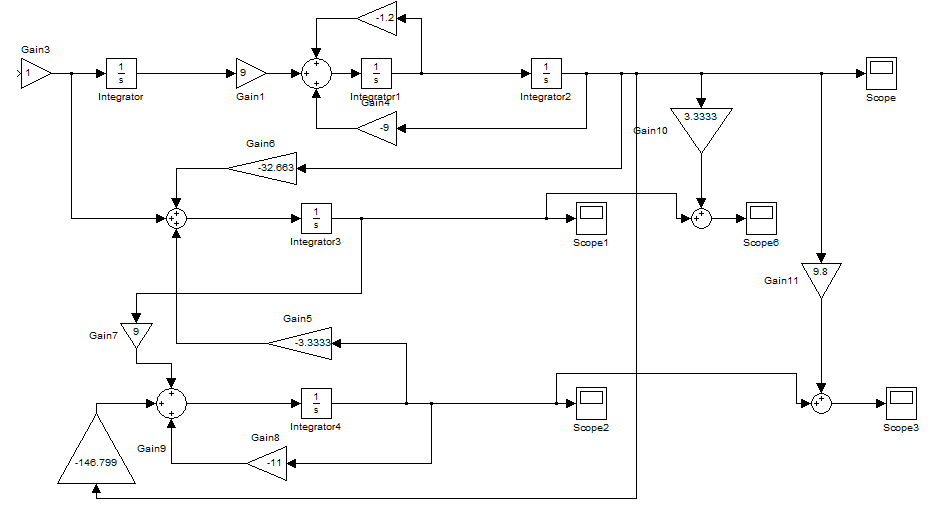 -1.2
Gain3
1
1
s
Integrator
9
Gain1
1
s
Integrator1
Gain4
-9
1
s
Integrator2
Scope
3.3333
Gain10
Gain6
-32.663
1
s
Integrator3
Scope1
Scope6
9.8
Gain11
Gain7
9
Gain5
-3.3333
1
s
Integrator4
Scope2
Scope3
Gain8
Gain9
-11
-146.799